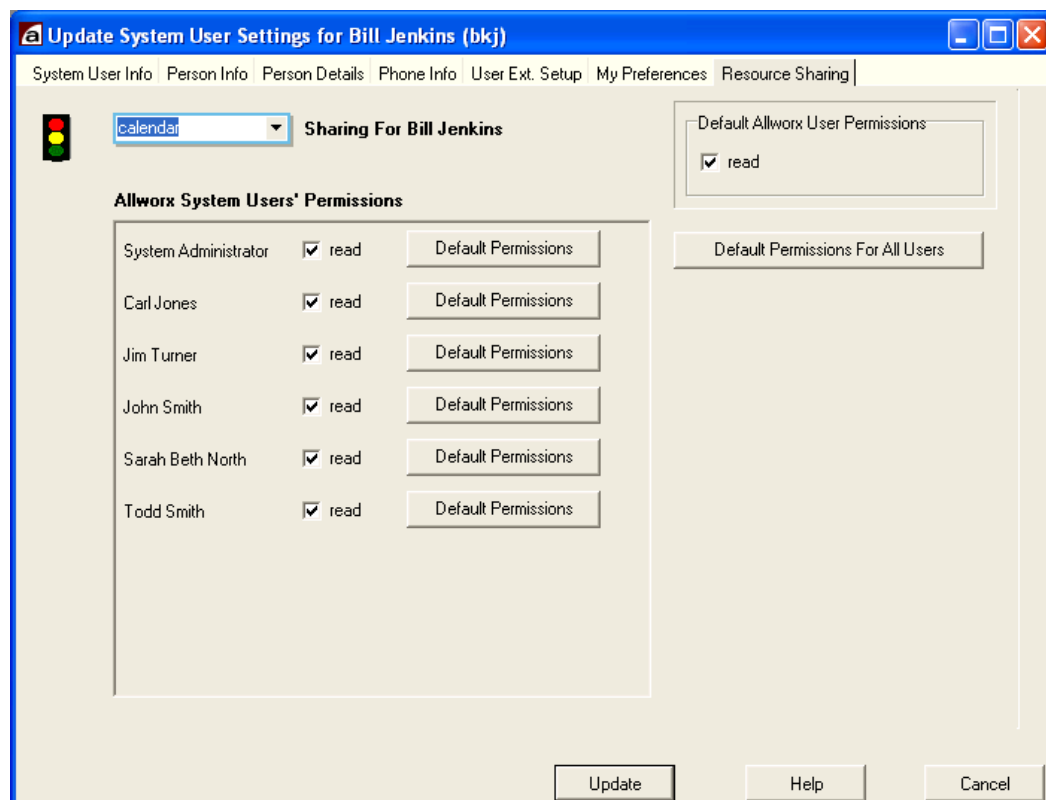 a Update System User Settings for Bill Jenkins (bkj)
System User Info Person Info Person Details Phone Info User Ext. Setup My Preferences Resource Sharing
calendar Sharing For Bill Jenkins
Default Allworx User Permissions
read
Allworx System Users' Permissions
Default Permissions For All Users
System Administrator read Default Permissions
Carl Jones read Default Permissions
Jim Turner read Default Permissions
John Smith read Default Permissions
Sarah Beth North read Default Permissions
Todd Smith read Default Permissions
Update Help Cancel